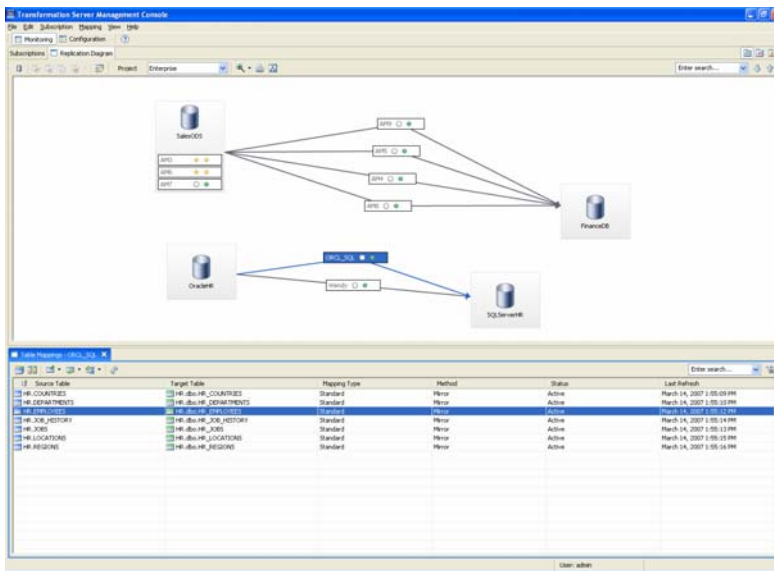 Transformation Server Management Console
File Edit Subscription Mapping View Help
Monitoring Configuration
Subscriptions Replication Diagram
Project Enterprise Enter search...
SalesODS
AM3
AM6
AM7
AM9
AM5
AM4
AM8
FinanceDB
OracleHR
ORCL_SQL
Wendy
SQLServerHR
Table Mappings - ORCL_SQL
Enter search...
Source Table Target Table Mapping Type Method Status Last Refresh
HR.COUNTRIES HR.dbo.HR_COUNTRIES Standard Mirror Active March 14, 2007 1:55:09 PM
HR.DEPARTMENTS HR.dbo.HR_DEPARTMENTS Standard Mirror Active March 14, 2007 1:55:10 PM
HR.EMPLOYEES HR.dbo.HR_EMPLOYEES Standard Mirror Active March 14, 2007 1:55:12 PM
HR.JOB_HISTORY HR.dbo.HR_JOB_HISTORY Standard Mirror Active March 14, 2007 1:55:14 PM
HR.JOBS HR.dbo.HR_JOBS Standard Mirror Active March 14, 2007 1:55:13 PM
HR.LOCATIONS HR.dbo.HR_LOCATIONS Standard Mirror Active March 14, 2007 1:55:15 PM
HR.REGIONS HR.dbo.HR_REGIONS Standard Mirror Active March 14, 2007 1:55:16 PM
User: admin